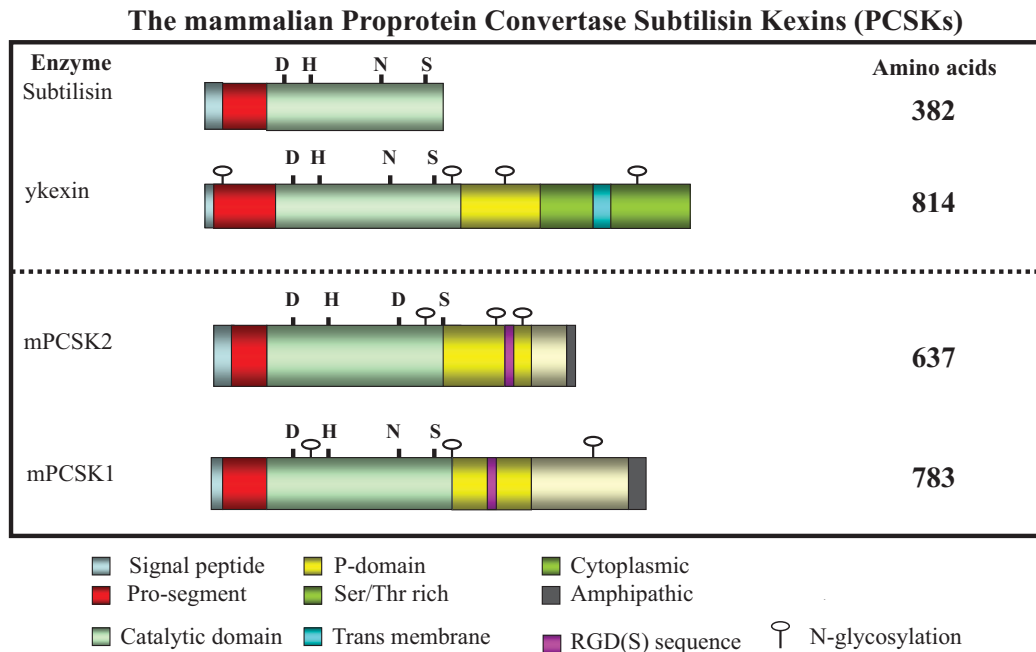 The mammalian Proprotein Convertase Subtilisin Kexins (PCSKs)
Enzyme
Amino acids
D H N S
Subtilisin
382
D H N S
ykexin
814
D H D S
mPCSK2
637
D H N S
mPCSK1
783
Signal peptide
P-domain
Cytoplasmic
Pro-segment
Ser/Thr rich
Amphipathic
Catalytic domain
Trans membrane
RGD(S) sequence
N-glycosylation